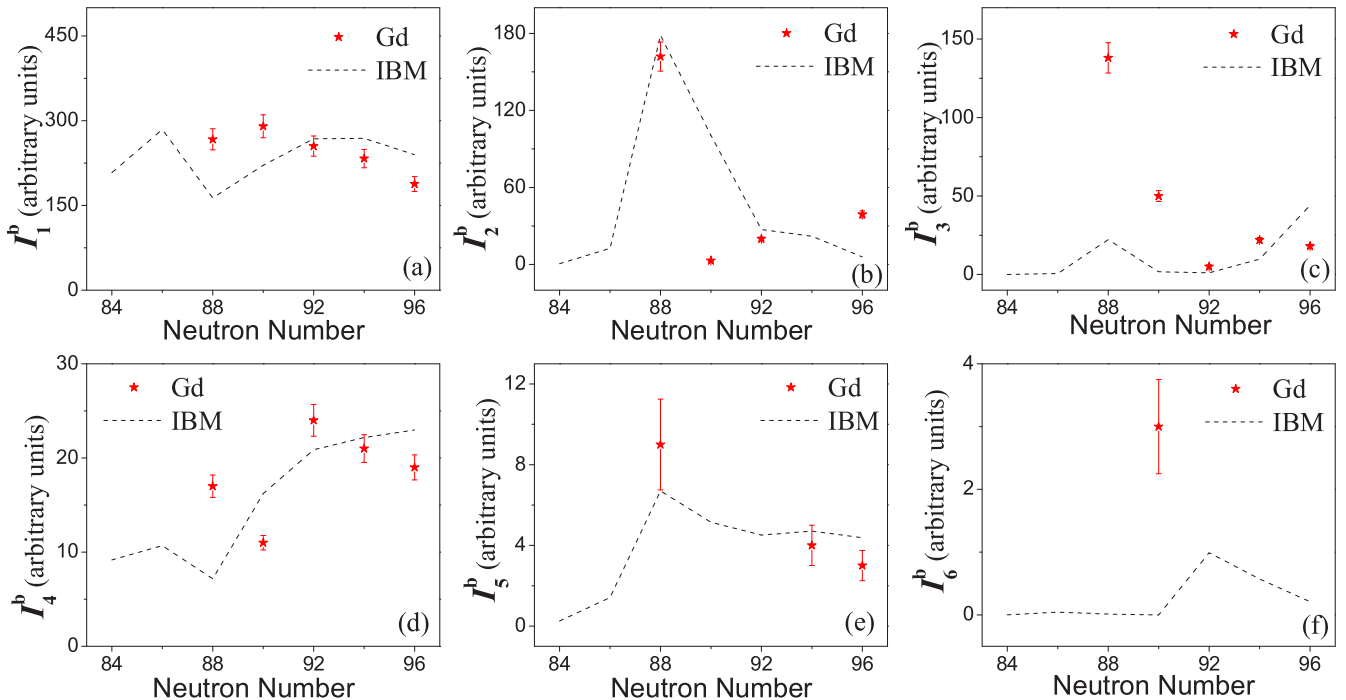 I₁ᵇ (arbitrary units)
450
300
150
0
Gd
IBM
(a)
84 88 92 96
Neutron Number
I₂ᵇ (arbitrary units)
180
120
60
0
Gd
IBM
(b)
84 88 92 96
Neutron Number
I₃ᵇ (arbitrary units)
150
100
50
0
Gd
IBM
(c)
84 88 92 96
Neutron Number
I₄ᵇ (arbitrary units)
30
20
10
0
Gd
IBM
(d)
84 88 92 96
Neutron Number
I₅ᵇ (arbitrary units)
12
8
4
0
Gd
IBM
(e)
84 88 92 96
Neutron Number
I₆ᵇ (arbitrary units)
4
2
0
Gd
IBM
(f)
84 88 92 96
Neutron Number